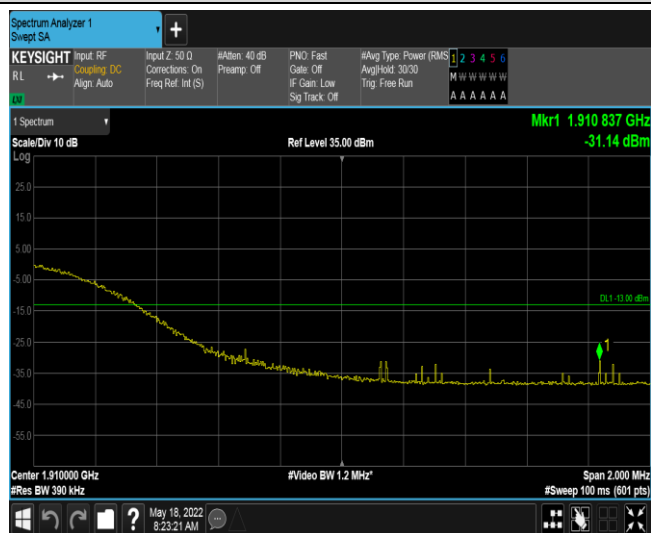 Spectrum Analyzer 1
Swept SA
+
KEYSIGHT
RL
LXI
Input: RF
Coupling: DC
Align: Auto
Input Z: 50 Ω
Corrections: On
Freq Ref: Int (S)
#Atten: 40 dB
Preamp: Off
PNO: Fast
Gate: Off
IF Gain: Low
Sig Track: Off
#Avg Type: Power (RMS
Avg|Hold: 30/30
Trig: Free Run
1 2 3 4 5 6
M W W W W W
A A A A A A
1 Spectrum
Scale/Div 10 dB
Ref Level 35.00 dBm
Mkr1 1.910 837 GHz
-31.14 dBm
Log
25.0
15.0
5.00
-5.00
DL1 -13.00 dBm
-15.0
-25.0
1
-35.0
-45.0
-55.0
Center 1.910000 GHz
#Video BW 1.2 MHz*
Span 2.000 MHz
#Res BW 390 kHz
#Sweep 100 ms (601 pts)
?
May 18, 2022
8:23:21 AM